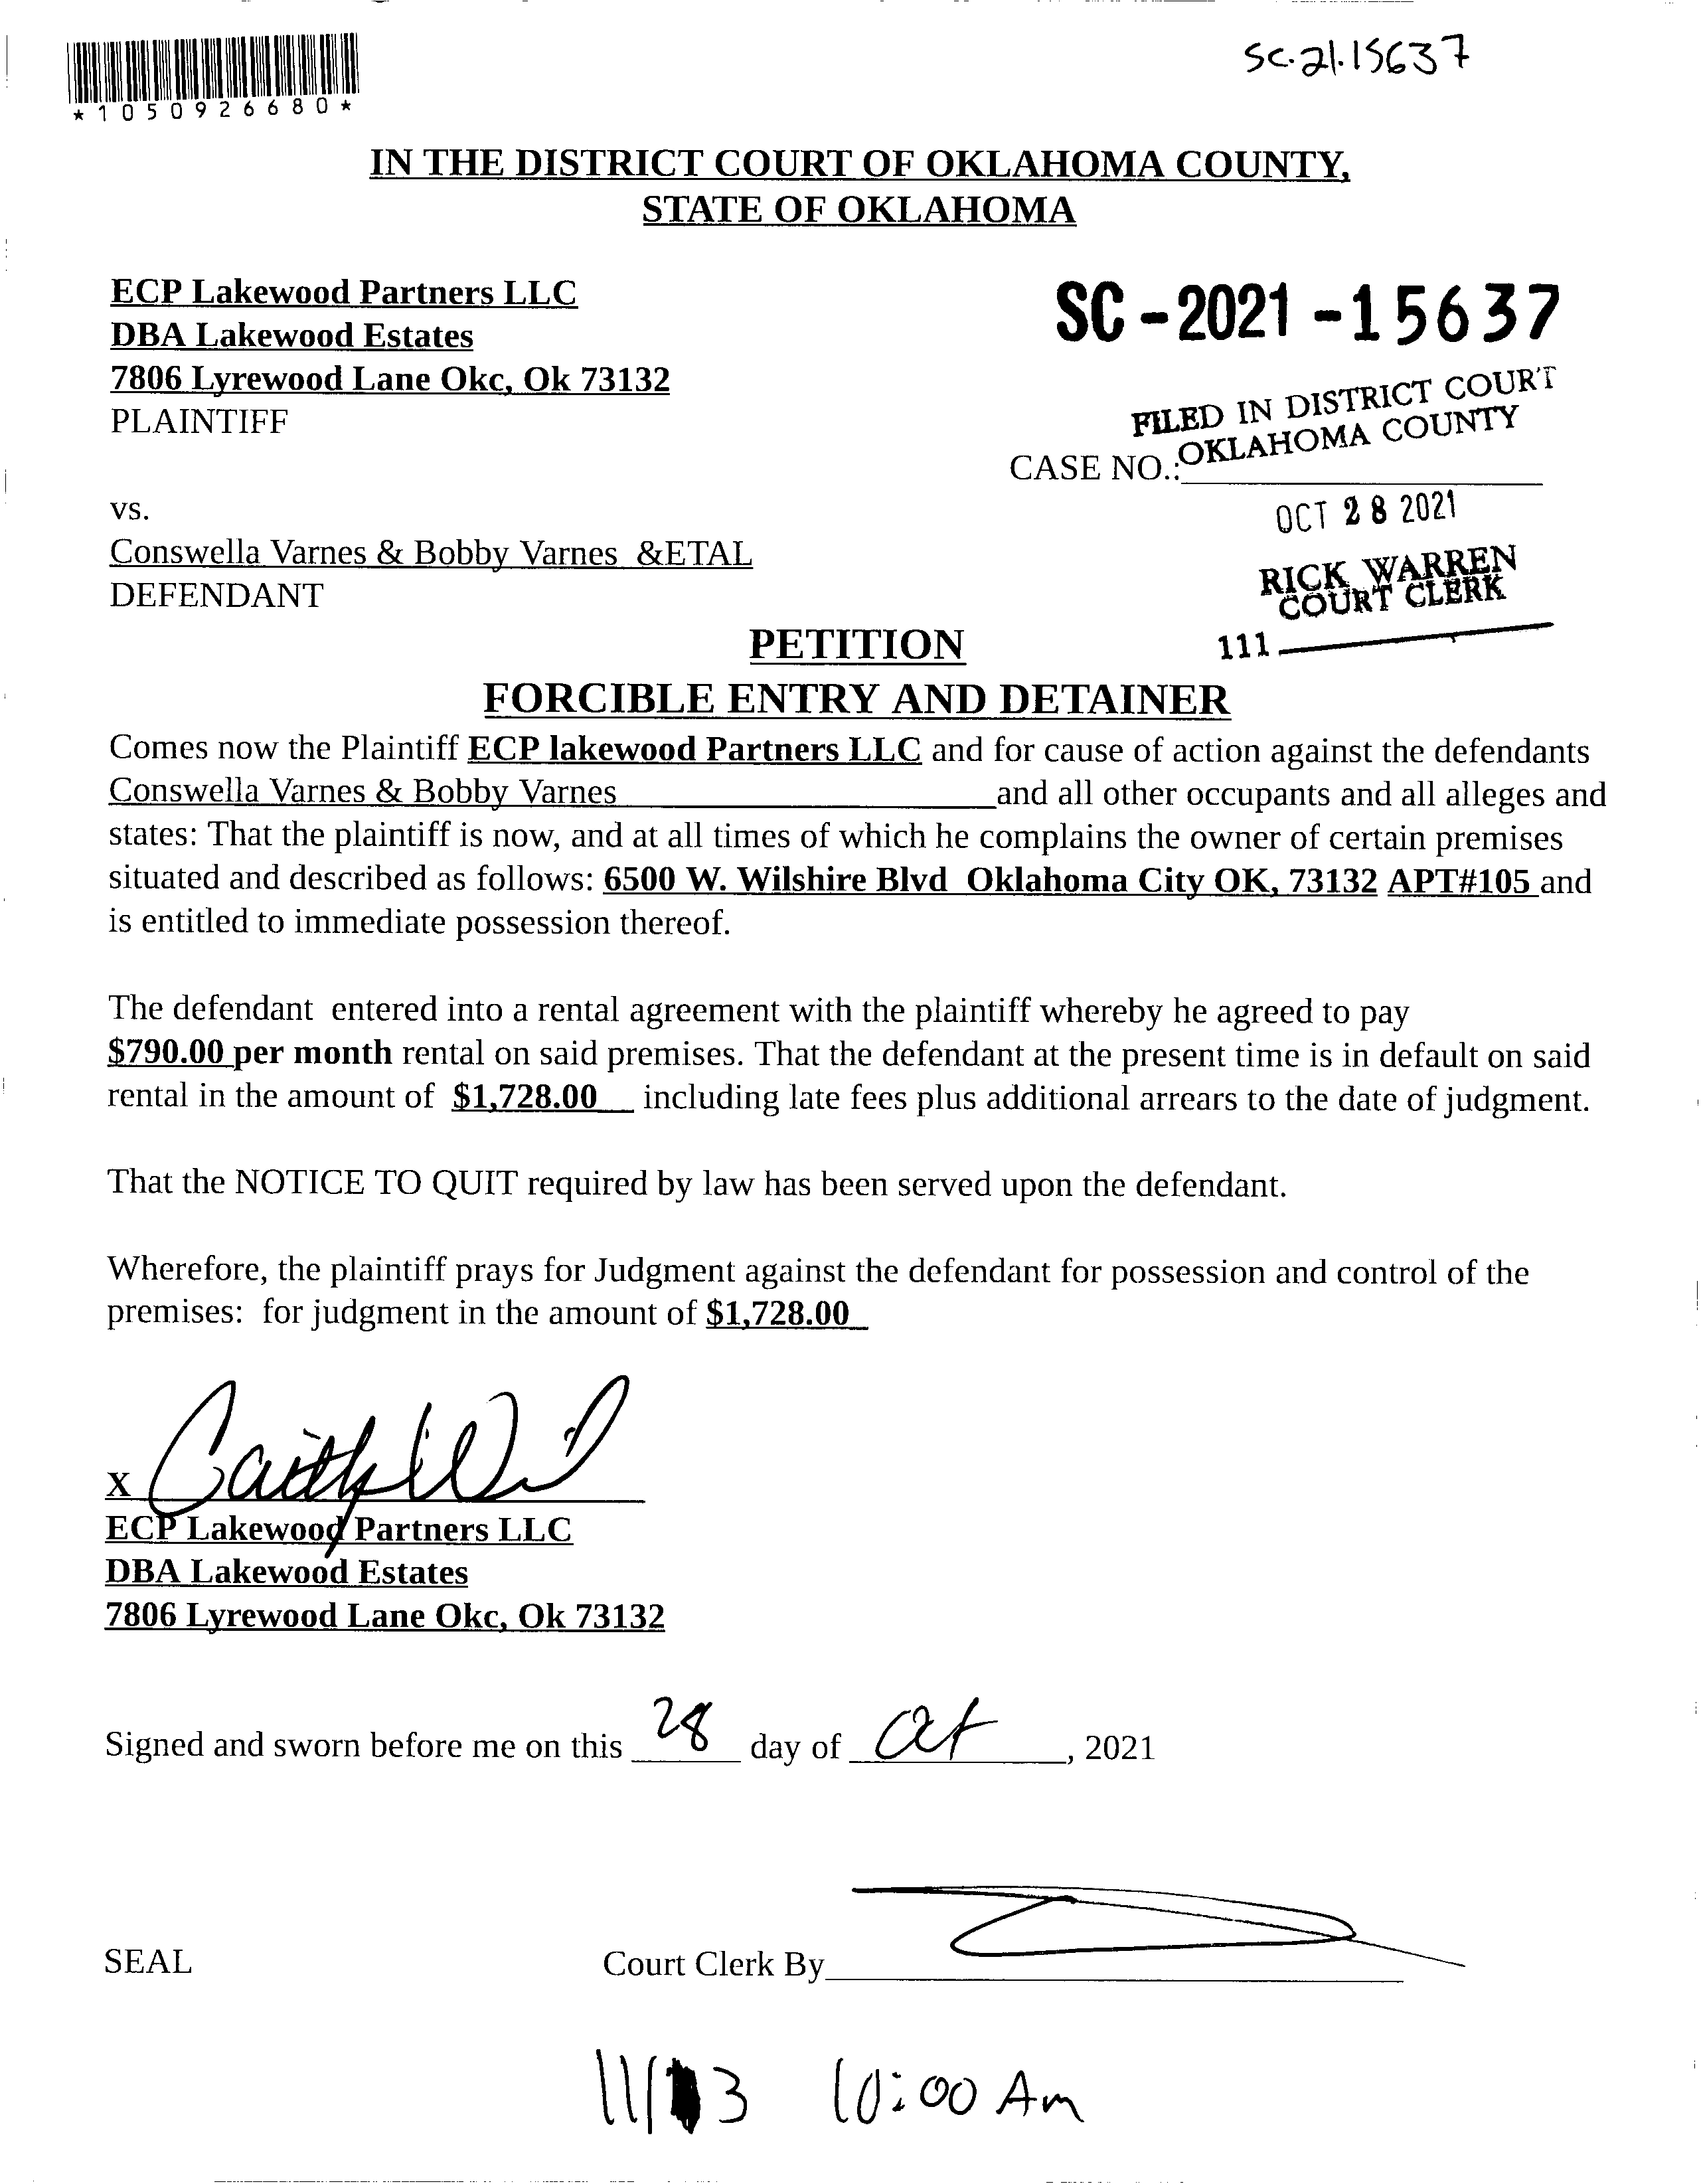 sc.21.15637
*1050926680*
IN THE DISTRICT COURT OF OKLAHOMA COUNTY,
STATE OF OKLAHOMA
ECP Lakewood Partners LLC
DBA Lakewood Estates
7806 Lyrewood Lane Okc, Ok 73132
PLAINTIFF
SC-2021-15637
FILED IN DISTRICT COURT
OKLAHOMA COUNTY
CASE NO.:
OCT 28 2021
RICK WARREN
COURT CLERK
111
vs.
Conswella Varnes & Bobby Varnes &ETAL
DEFENDANT
PETITION
FORCIBLE ENTRY AND DETAINER
Comes now the Plaintiff ECP lakewood Partners LLC and for cause of action against the defendants
Conswella Varnes & Bobby Varnes and all other occupants and all alleges and
states: That the plaintiff is now, and at all times of which he complains the owner of certain premises
situated and described as follows: 6500 W. Wilshire Blvd Oklahoma City OK, 73132 APT#105 and
is entitled to immediate possession thereof.
The defendant entered into a rental agreement with the plaintiff whereby he agreed to pay
$790.00 per month rental on said premises. That the defendant at the present time is in default on said
rental in the amount of $1,728.00 including late fees plus additional arrears to the date of judgment.
That the NOTICE TO QUIT required by law has been served upon the defendant.
Wherefore, the plaintiff prays for Judgment against the defendant for possession and control of the
premises: for judgment in the amount of $1,728.00
X
ECP Lakewood Partners LLC
DBA Lakewood Estates
7806 Lyrewood Lane Okc, Ok 73132
Signed and sworn before me on this 28 day of Oct, 2021
SEAL
Court Clerk By
11/3 10:00 Am